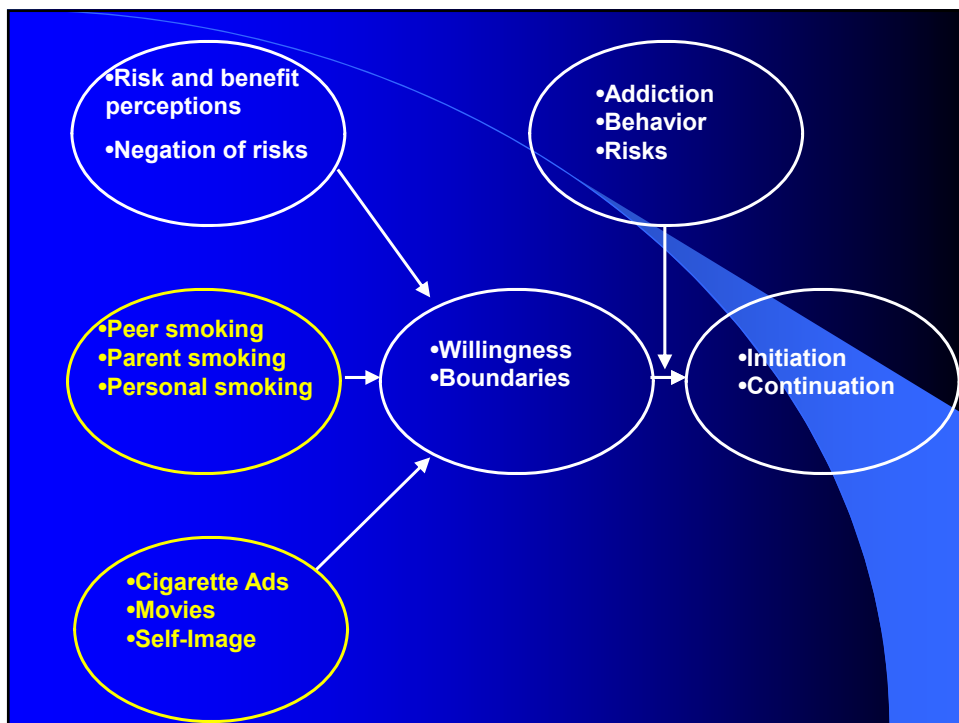 •Risk and benefit
perceptions
•Negation of risks
•Addiction
•Behavior
•Risks
•Peer smoking
•Parent smoking
•Personal smoking
•Willingness
•Boundaries
•Initiation
•Continuation
•Cigarette Ads
•Movies
•Self-Image